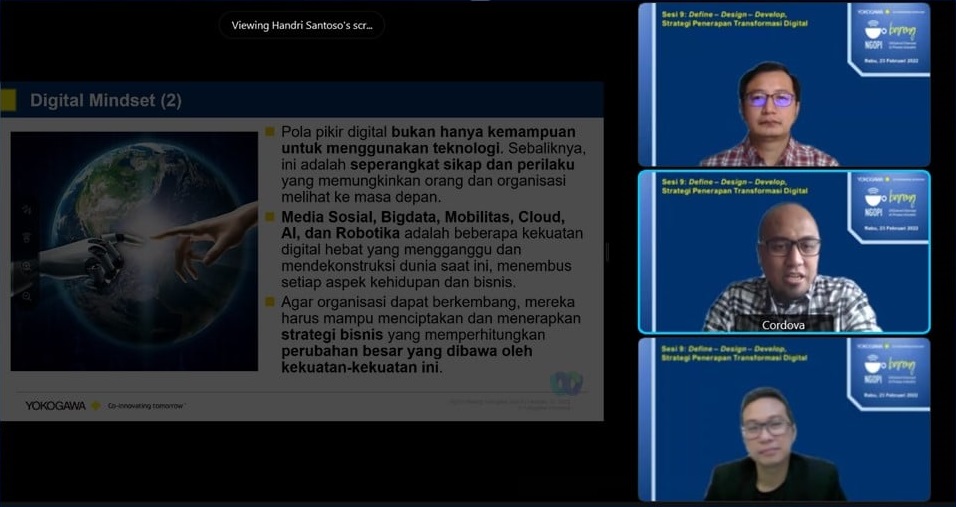 Viewing Handri Santoso's scr...
Digital Mindset (2)
Pola pikir digital bukan hanya kemampuan
untuk menggunakan teknologi. Sebaliknya,
ini adalah seperangkat sikap dan perilaku
yang memungkinkan orang dan organisasi
melihat ke masa depan.
Media Sosial, Bigdata, Mobilitas, Cloud,
AI, dan Robotika adalah beberapa kekuatan
digital hebat yang mengganggu dan
mendekonstruksi dunia saat ini, menembus
setiap aspek kehidupan dan bisnis.
Agar organisasi dapat berkembang, mereka
harus mampu menciptakan dan menerapkan
strategi bisnis yang memperhitungkan
perubahan besar yang dibawa oleh
kekuatan-kekuatan ini.
YOKOGAWA Co-innovating tomorrow™
Sesi 9: Define – Design – Develop,
Strategi Penerapan Transformasi Digital
YOKOGAWA
NGOPI bareng
Rabu, 23 Februari 2022
Sesi 9: Define – Design – Develop,
Strategi Penerapan Transformasi Digital
YOKOGAWA
NGOPI bareng
Rabu, 23 Februari 2022
Cordova
Sesi 9: Define – Design – Develop,
Strategi Penerapan Transformasi Digital
YOKOGAWA
NGOPI bareng
Rabu, 23 Februari 2022